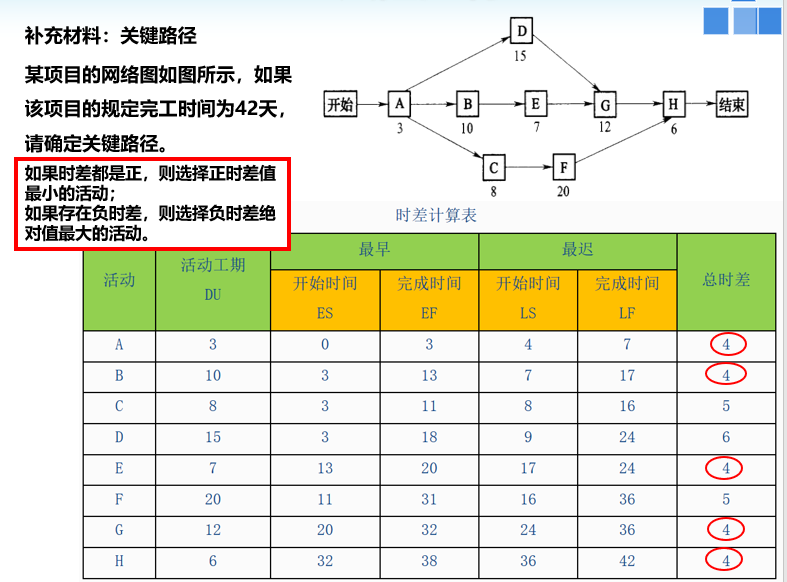 补充材料：关键路径
某项目的网络图如图所示，如果
该项目的规定完工时间为42天，
请确定关键路径。
如果时差都是正，则选择正时差值
最小的活动；
如果存在负时差，则选择负时差绝
对值最大的活动。
D
15
开始 A B E G H 结束
3 10 7 12 6
C F
8 20
时差计算表
活动 活动工期 DU 最早 最迟 总时差
开始时间 ES 完成时间 EF 开始时间 LS 完成时间 LF
A 3 0 3 4 7 4
B 10 3 13 7 17 4
C 8 3 11 8 16 5
D 15 3 18 9 24 6
E 7 13 20 17 24 4
F 20 11 31 16 36 5
G 12 20 32 24 36 4
H 6 32 38 36 42 4